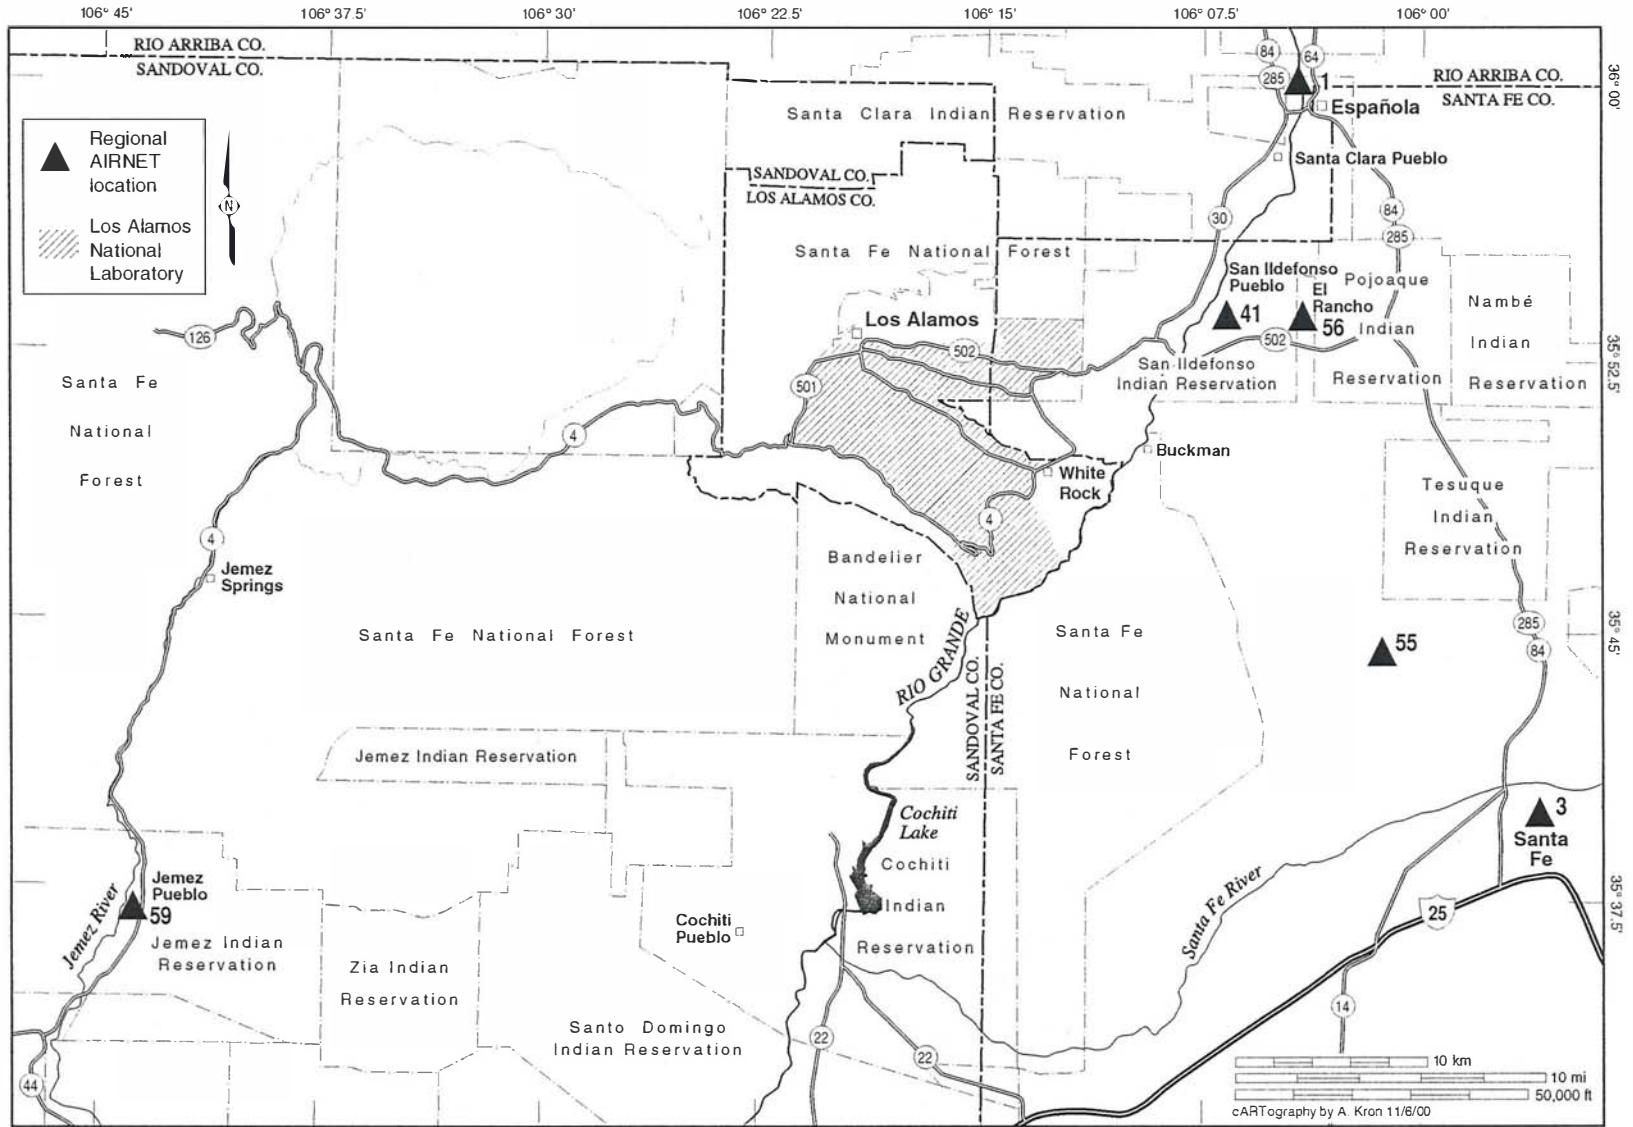 106° 45'
106° 37.5'
106° 30'
106° 22.5'
106° 15'
106° 07.5'
106° 00'
RIO ARRIBA CO.
SANDOVAL CO.
84
64
285
1
RIO ARRIBA CO.
SANTA FE CO.
36° 00'
Española
Santa Clara Indian Reservation
Regional
AIRNET
location
Los Alamos
National
Laboratory
N
SANDOVAL CO.
LOS ALAMOS CO.
Santa Clara Pueblo
30
84
285
Santa Fe National Forest
San Ildefonso
Pueblo
41
El
Rancho
56
Pojoaque
Indian
Reservation
Nambé
Indian
Reservation
126
Los Alamos
502
502
35° 52.5'
San Ildefonso
Indian Reservation
501
Santa Fe
National
Forest
4
Buckman
White
Rock
4
Tesuque
Indian
Reservation
4
Jemez
Springs
Bandelier
National
Monument
Santa Fe National Forest
RIO GRANDE
SANDOVAL CO.
SANTA FE CO.
Santa Fe
National
Forest
285
84
35° 45'
55
Jemez Indian Reservation
Cochiti
Lake
3
Santa
Fe
Cochiti
Indian
Reservation
Jemez
Pueblo
59
Jemez River
Jemez Indian
Reservation
Cochiti
Pueblo
Santa Fe River
25
35° 37.5'
Zia Indian
Reservation
14
Santo Domingo
Indian Reservation
22
22
44
10 km
10 mi
50,000 ft
cARTography by A. Kron 11/6/00